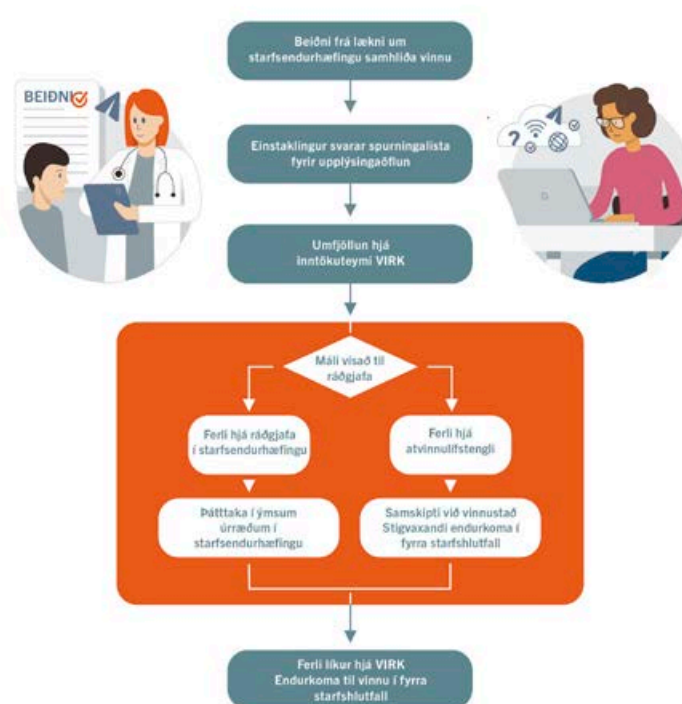 Beiðni frá lækni um
starfsendurhæfingu samhliða vinnu
BEIÐNI
Einstaklingur svarar spurningalista
fyrir upplýsingaöflun
?
Umfjöllun hjá
inntökuteymi VIRK
Máli vísað til
ráðgjafa
Ferli hjá ráðgjafa
í starfsendurhæfingu
Ferli hjá
atvinnulífstengli
Þátttaka í ýmsum
úrræðum í
starfsendurhæfingu
Samskipti við vinnustað
Stigvaxandi endurkoma í
fyrra starfshlutfall
Ferli líkur hjá VIRK
Endurkoma til vinnu í fyrra
starfshlutfall